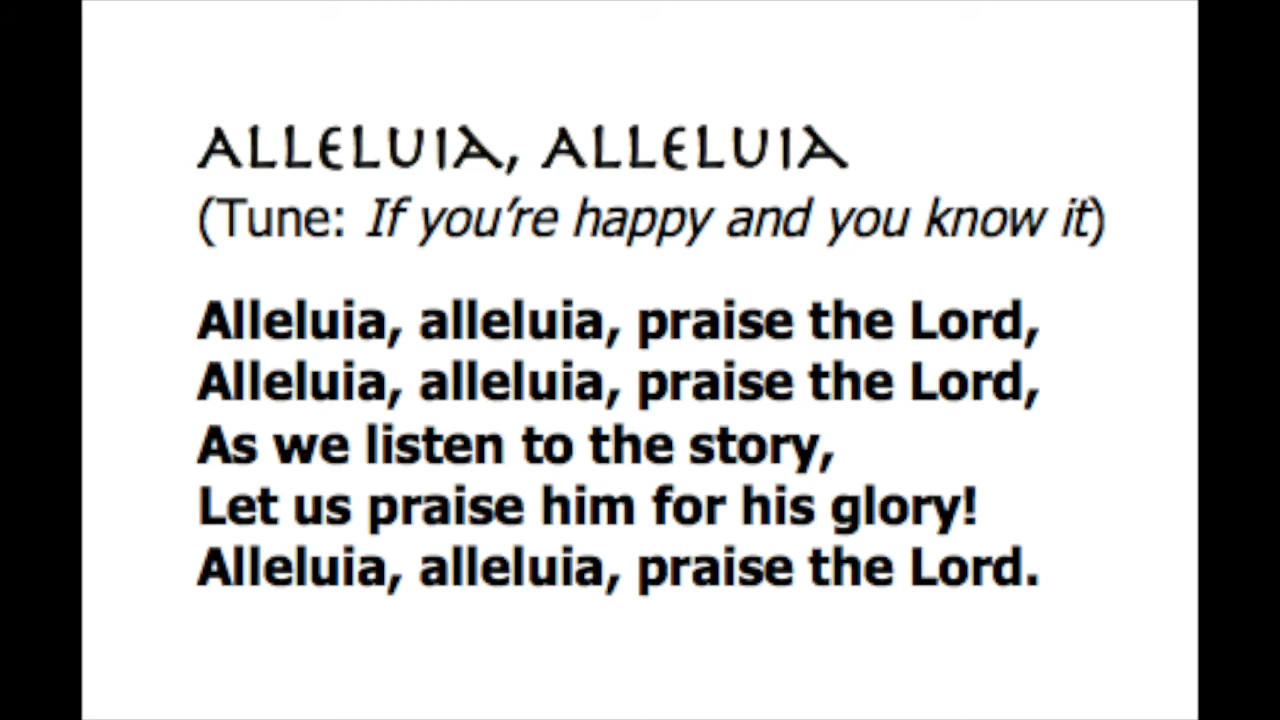 ALLELUIA, ALLELUIA
(Tune: If you’re happy and you know it)
Alleluia, alleluia, praise the Lord,
Alleluia, alleluia, praise the Lord,
As we listen to the story,
Let us praise him for his glory!
Alleluia, alleluia, praise the Lord.